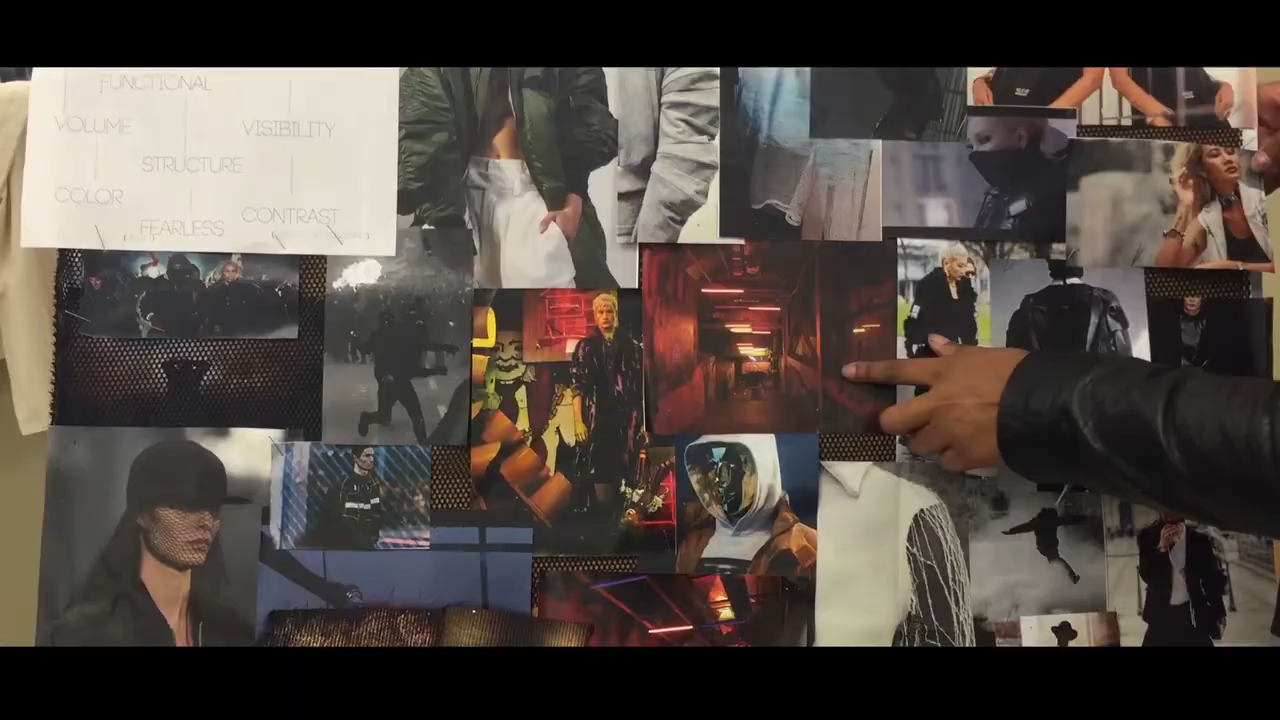 FUNCTIONAL
VOLUME
VISIBILITY
STRUCTURE
COLOR
CONTRAST
FEARLESS